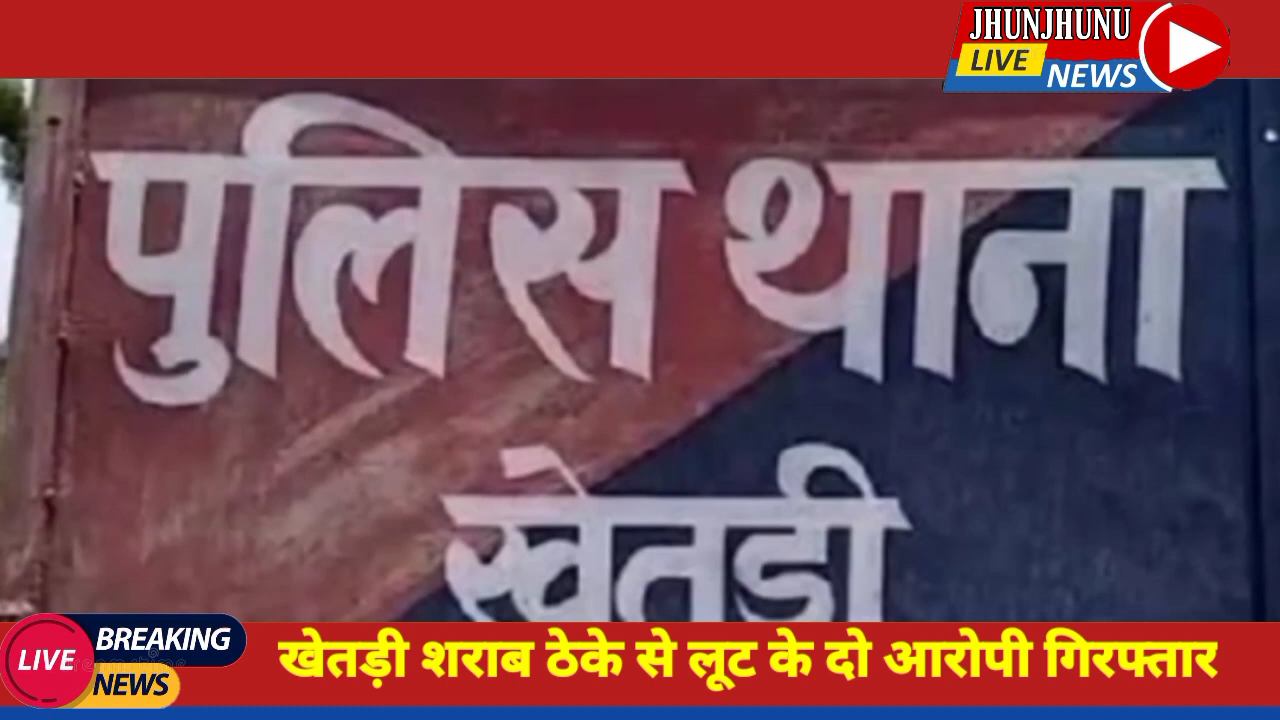 JHUNJHUNU
LIVE
NEWS
पुलिस थाना
खेतडी
LIVE
BREAKING
NEWS
खेतड़ी शराब ठेके से लूट के दो आरोपी गिरफ्तार